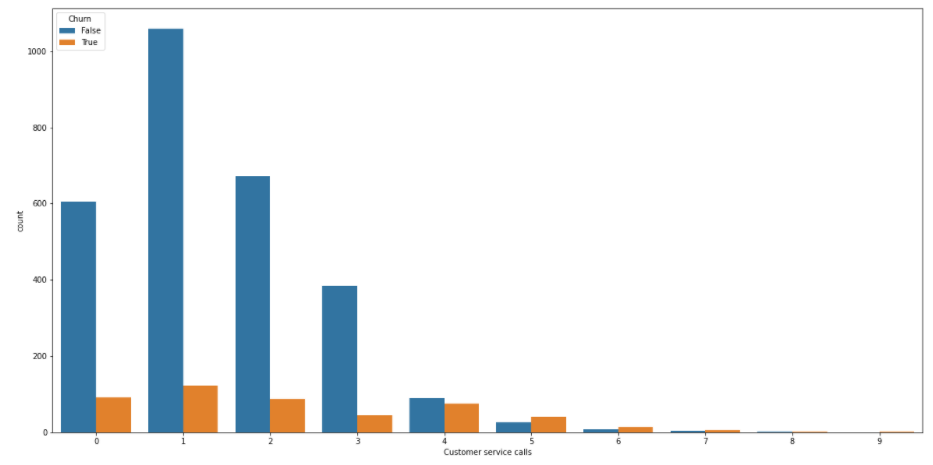 Churn
False
True
1000
800
600
400
200
0
count
0 1 2 3 4 5 6 7 8 9
Customer service calls